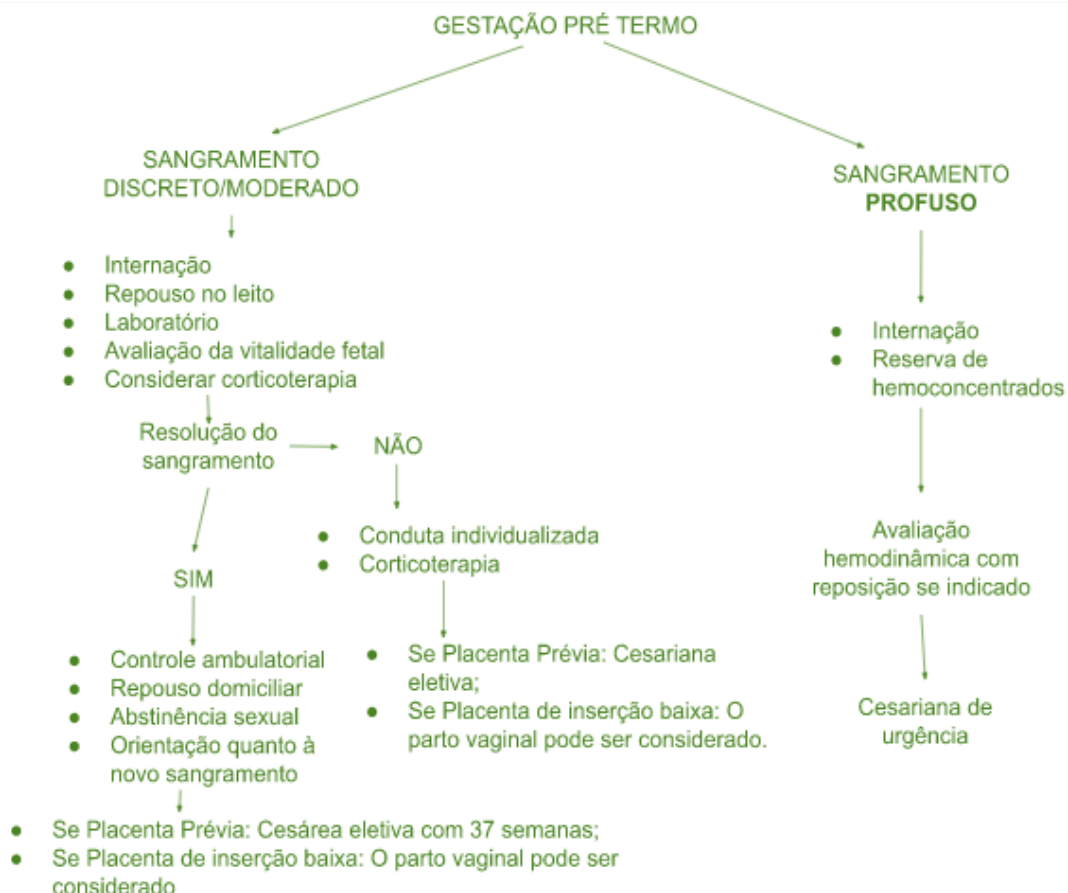 GESTAÇÃO PRÉ TERMO
SANGRAMENTO
DISCRETO/MODERADO
● Internação
● Repouso no leito
● Laboratório
● Avaliação da vitalidade fetal
● Considerar corticoterapia
Resolução do
sangramento
NÃO
● Conduta individualizada
● Corticoterapia
● Se Placenta Prévia: Cesariana
eletiva;
● Se Placenta de inserção baixa: O
parto vaginal pode ser considerado.
SIM
● Controle ambulatorial
● Repouso domiciliar
● Abstinência sexual
● Orientação quanto à
novo sangramento
● Se Placenta Prévia: Cesárea eletiva com 37 semanas;
● Se Placenta de inserção baixa: O parto vaginal pode ser
considerado
SANGRAMENTO
PROFUSO
● Internação
● Reserva de
hemoconcentrados
Avaliação
hemodinâmica com
reposição se indicado
Cesariana de
urgência